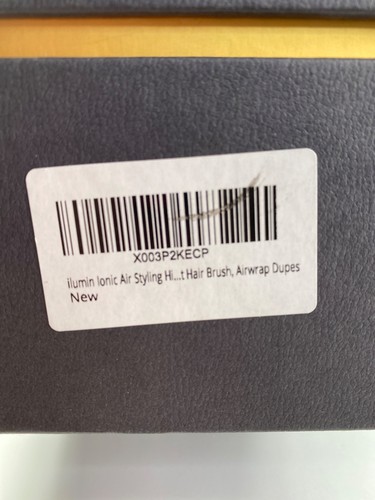 X003P2KECP
ilumin Ionic Air Styling Hi...t Hair Brush, Airwrap Dupes
New